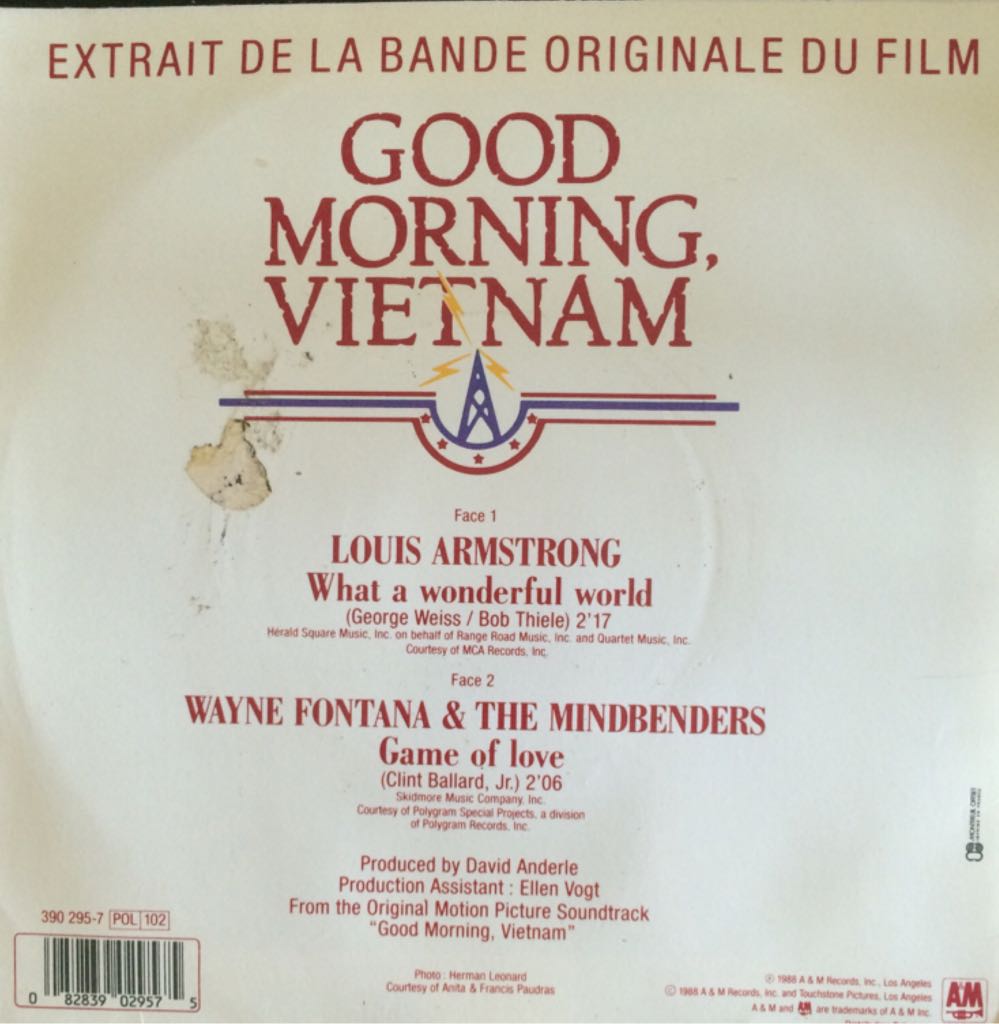 EXTRAIT DE LA BANDE ORIGINALE DU FILM
GOOD
MORNING,
VIETNAM
Face 1
LOUIS ARMSTRONG
What a wonderful world
(George Weiss / Bob Thiele) 2'17
Herald Square Music, Inc. on behalf of Range Road Music, Inc. and Quartet Music, Inc.
Courtesy of MCA Records, Inc.
Face 2
WAYNE FONTANA & THE MINDBENDERS
Game of love
(Clint Ballard, Jr.) 2'06
Skidmore Music Company, Inc.
Courtesy of Polygram Special Projects, a division
of Polygram Records, Inc.
Produced by David Anderle
Production Assistant : Ellen Vogt
From the Original Motion Picture Soundtrack
"Good Morning, Vietnam"
390 295-7 POL 102
0 82839 02957 5
Photo : Herman Leonard
Courtesy of Anita & Francis Paudras
℗ 1988 A & M Records, Inc., Los Angeles
© 1988 A & M Records, Inc. and Touchstone Pictures, Los Angeles
A & M and A&M are trademarks of A & M Inc.
A&M